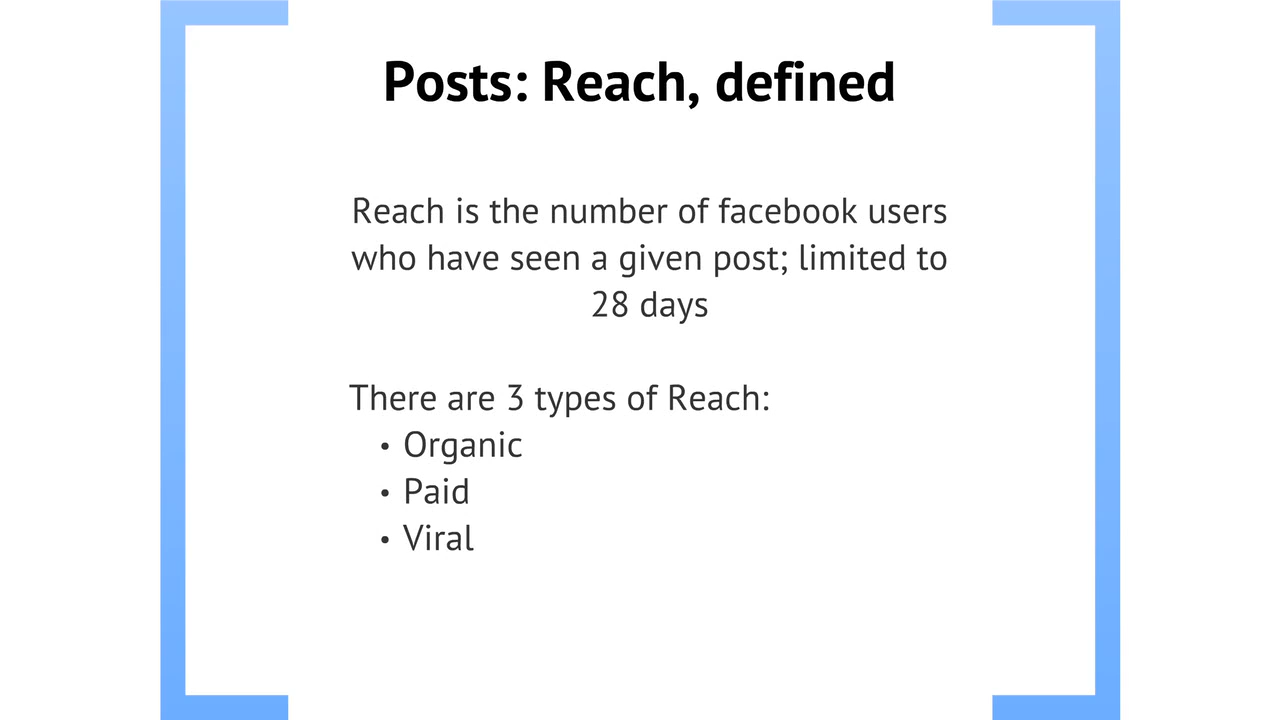 Posts: Reach, defined
Reach is the number of facebook users
who have seen a given post; limited to
28 days
There are 3 types of Reach:
• Organic
• Paid
• Viral